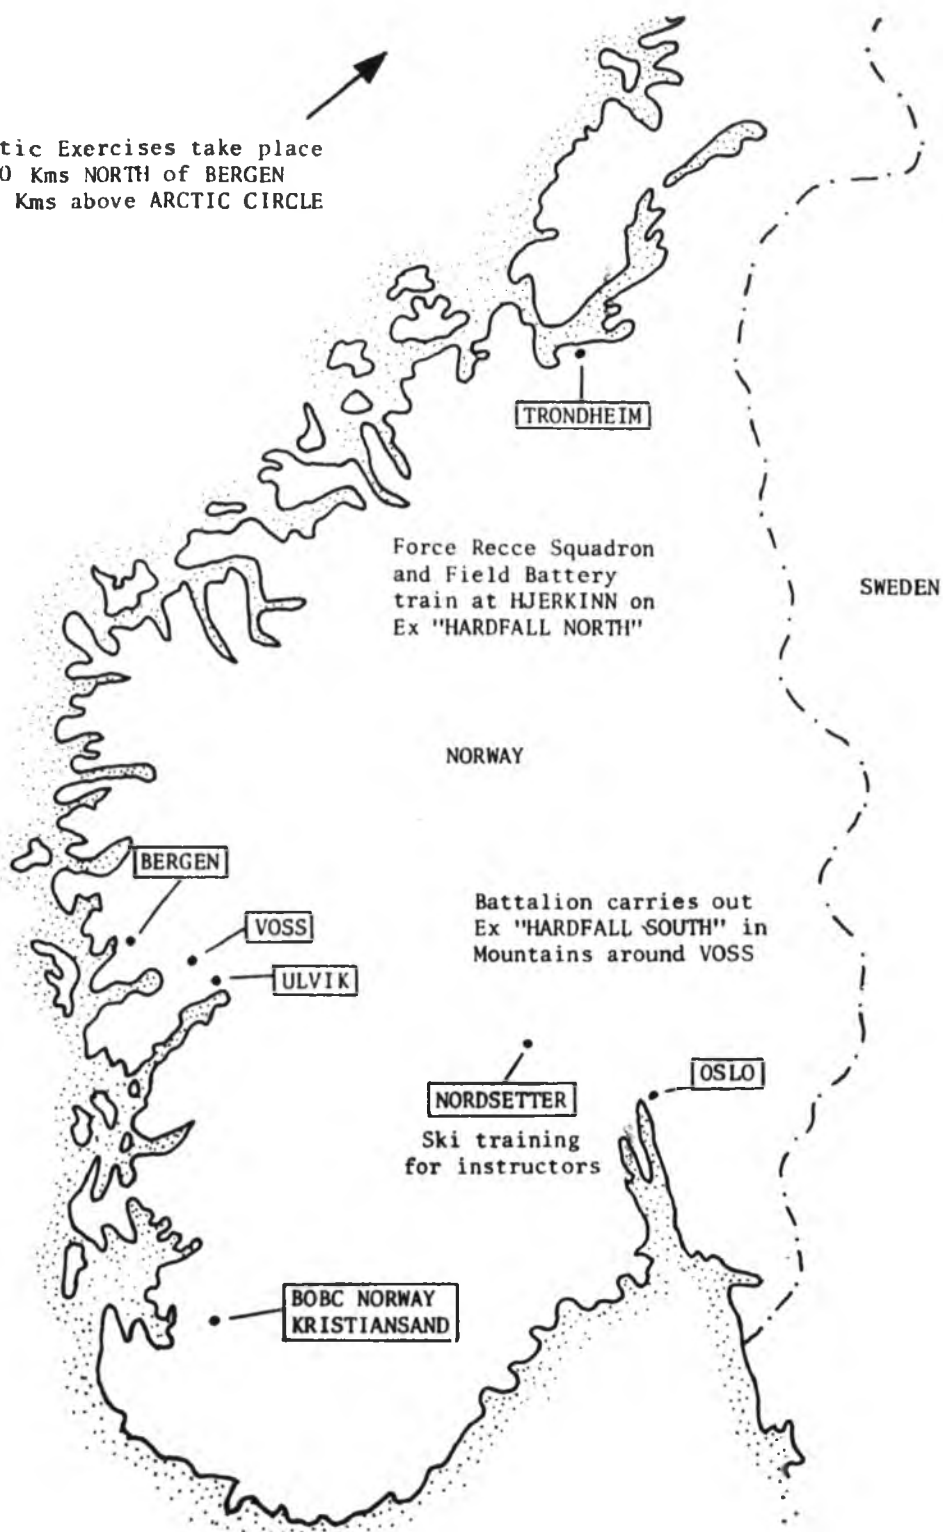 Exercises take place
Kms NORTH of BERGEN
Kms above ARCTIC CIRCLE
TRONDHEIM
Force Recce Squadron
and Field Battery
train at HJERKINN on
Ex "HARDFALL NORTH"
SWEDEN
NORWAY
BERGEN
VOSS
ULVIK
Battalion carries out
Ex "HARDFALL SOUTH" in
Mountains around VOSS
NORDSETTER
Ski training
for instructors
OSLO
BOBC NORWAY
KRISTIANSAND